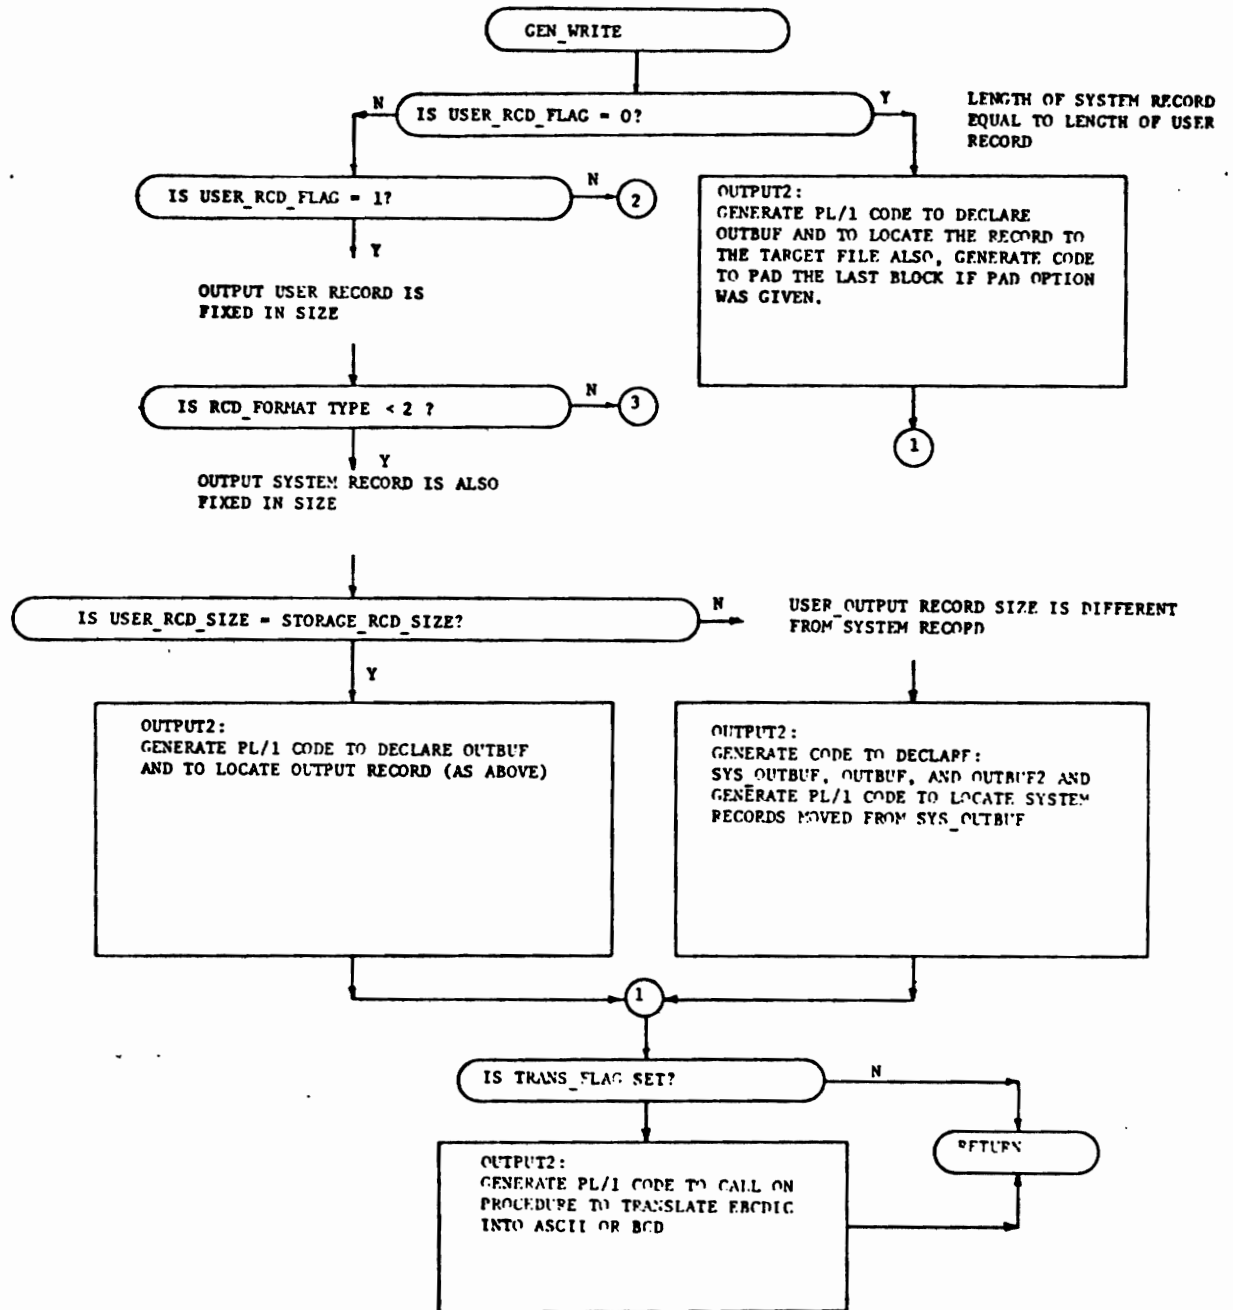 GEN_WRITE
N
IS USER_RCD_FLAG = 0?
Y
LENGTH OF SYSTEM RECORD
EQUAL TO LENGTH OF USER
RECORD
IS USER_RCD_FLAG = 1?
N
2
OUTPUT2:
GENERATE PL/1 CODE TO DECLARE
OUTBUF AND TO LOCATE THE RECORD TO
THE TARGET FILE ALSO, GENERATE CODE
TO PAD THE LAST BLOCK IF PAD OPTION
WAS GIVEN.
Y
OUTPUT USER RECORD IS
FIXED IN SIZE
IS RCD_FORMAT TYPE < 2 ?
N
3
1
Y
OUTPUT SYSTEM RECORD IS ALSO
FIXED IN SIZE
IS USER_RCD_SIZE = STORAGE_RCD_SIZE?
N
USER_OUTPUT RECORD SIZE IS DIFFERENT
FROM SYSTEM RECORD
Y
OUTPUT2:
GENERATE PL/1 CODE TO DECLARE OUTBUF
AND TO LOCATE OUTPUT RECORD (AS ABOVE)
OUTPUT2:
GENERATE CODE TO DECLARE:
SYS_OUTBUF, OUTBUF, AND OUTBUF2 AND
GENERATE PL/1 CODE TO LOCATE SYSTEM
RECORDS MOVED FROM SYS_OUTBUF
1
IS TRANS_FLAG SET?
N
RETURN
OUTPUT2:
GENERATE PL/1 CODE TO CALL ON
PROCEDURE TO TRANSLATE EBCDIC
INTO ASCII OR BCD